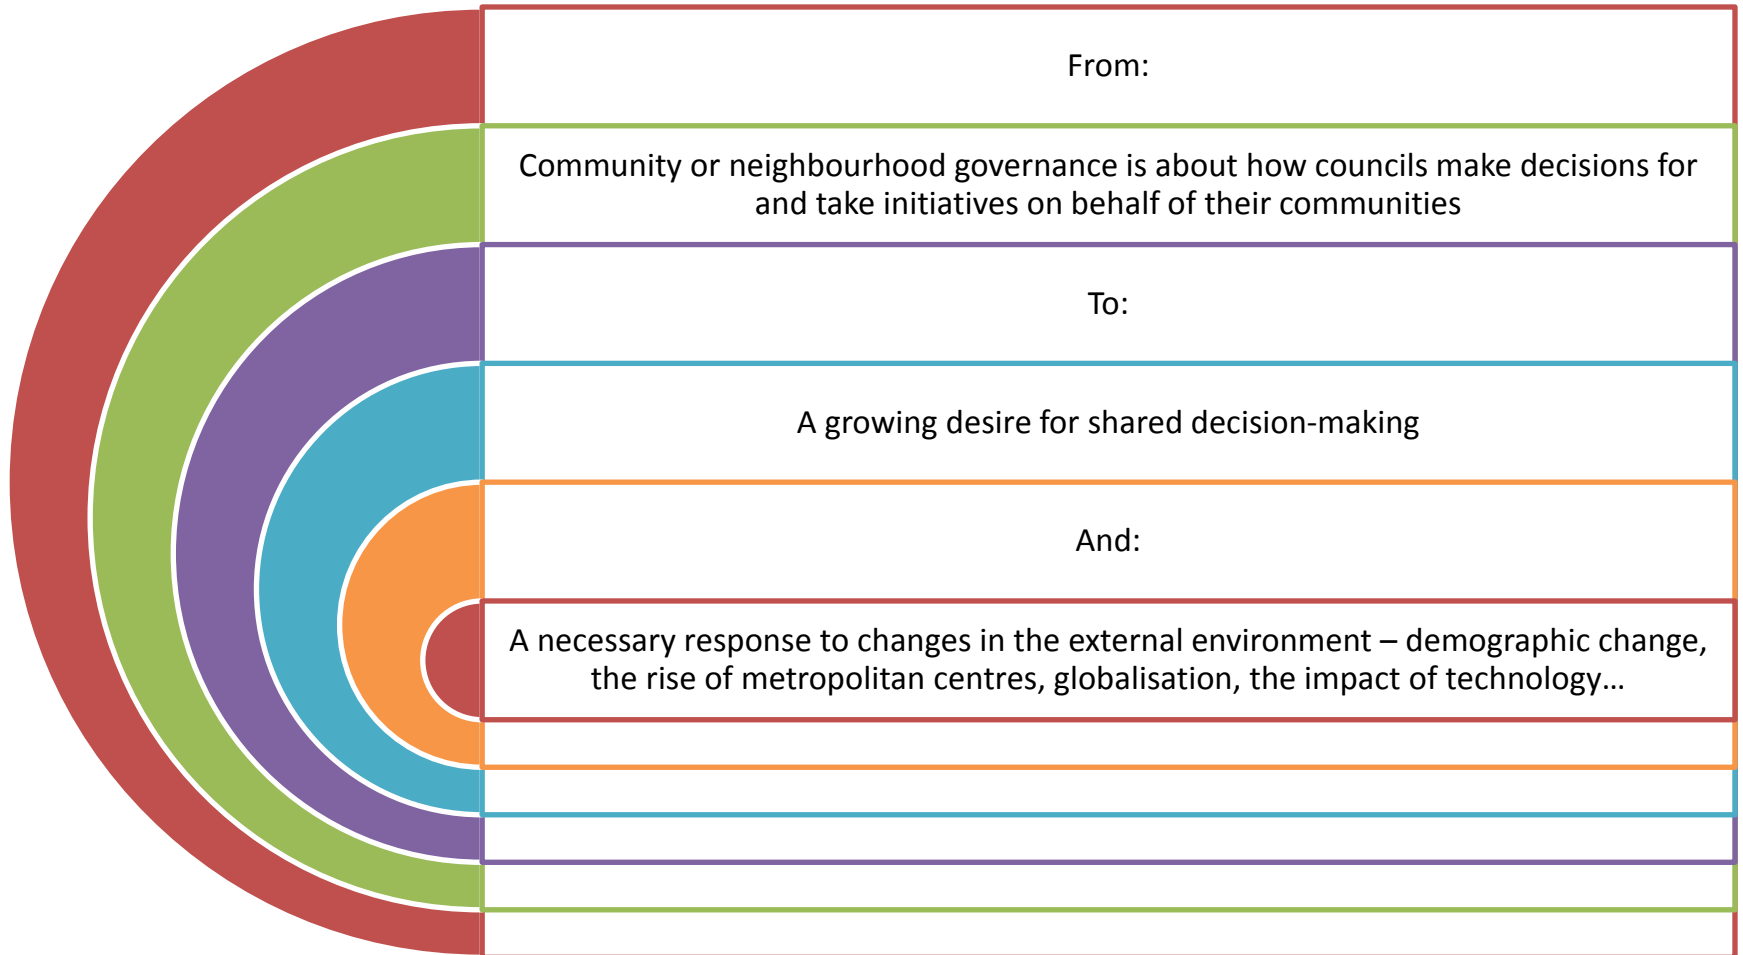 From:
Community or neighbourhood governance is about how councils make decisions for
and take initiatives on behalf of their communities
To:
A growing desire for shared decision-making
And:
A necessary response to changes in the external environment – demographic change,
the rise of metropolitan centres, globalisation, the impact of technology…